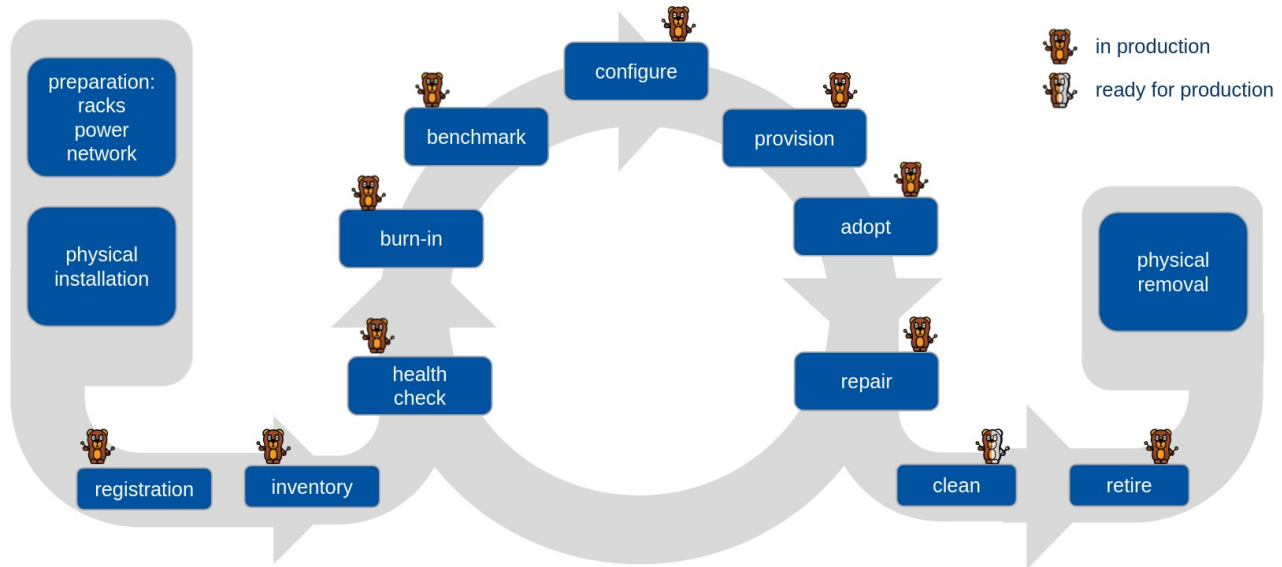 preparation:
racks
power
network
physical
installation
registration
inventory
health
check
burn-in
benchmark
configure
provision
adopt
repair
clean
retire
physical
removal
in production
ready for production